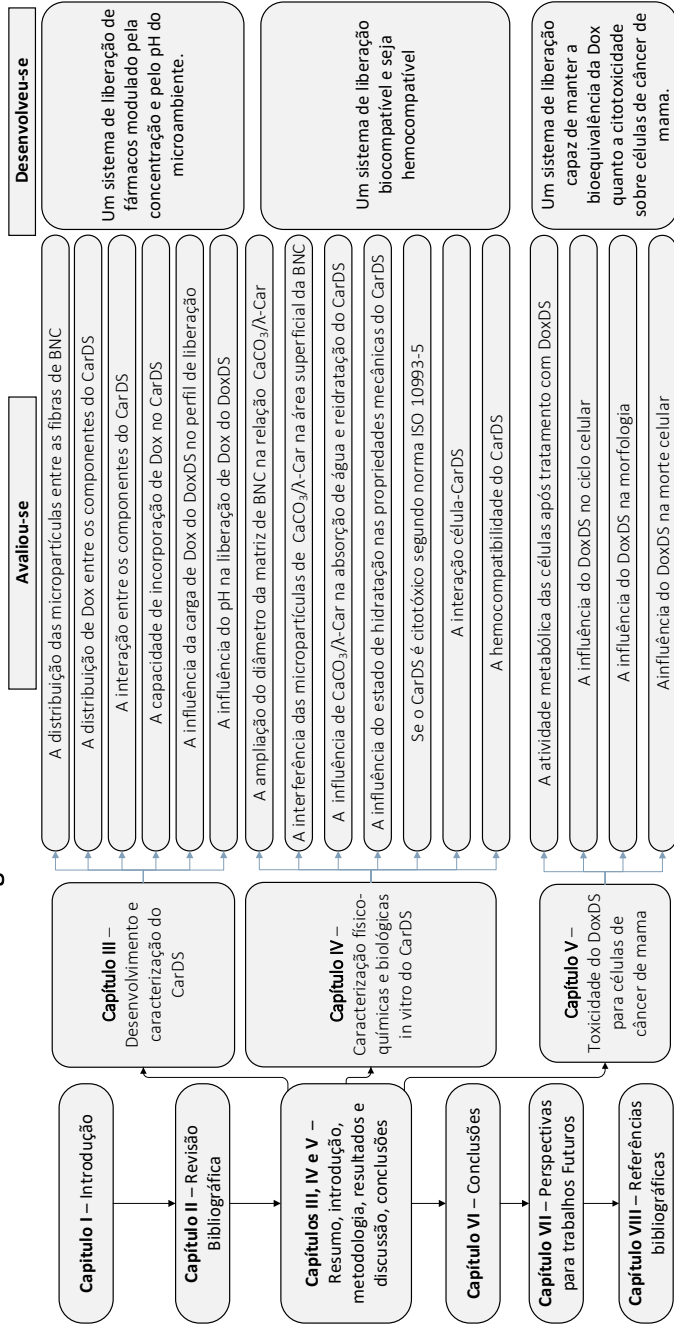 Avaliou-se
Desenvolveu-se
Capitulo I – Introdução
Capítulo II – Revisão
Bibliográfica
Capítulos III, IV e V –
Resumo, introdução,
metodologia, resultados e
discussão, conclusões
Capítulo VI – Conclusões
Capítulo VII – Perspectivas
para trabalhos Futuros
Capítulo VIII – Referências
bibliográficas
Capítulo III –
Desenvolvimento e
caracterização do
CarDS
A distribuição das micropartículas entre as fibras de BNC
A distribuição de Dox entre os componentes do CarDS
A interação entre os componentes do CarDS
A capacidade de incorporação de Dox no CarDS
A influência da carga de Dox do DoxDS no perfil de liberação
A influência do pH na liberação de Dox do DoxDS
Um sistema de liberação de
fármacos modulado pela
concentração e pelo pH do
microambiente.
Capítulo IV –
Caracterização físico-
químicas e biológicas
in vitro do CarDS
A ampliação do diâmetro da matriz de BNC na relação CaCO₃/λ-Car
A interferência das micropartículas de CaCO₃/λ-Car na área superficial da BNC
A influência de CaCO₃/λ-Car na absorção de água e reidratação do CarDS
A influência do estado de hidratação nas propriedades mecânicas do CarDS
Se o CarDS é citotóxico segundo norma ISO 10993-5
A interação célula-CarDS
A hemocompatibilidade do CarDS
Um sistema de liberação
biocompatível e seja
hemocompatível
Capítulo V –
Toxicidade do DoxDS
para células de
câncer de mama
A atividade metabólica das células após tratamento com DoxDS
A influência do DoxDS no ciclo celular
A influência do DoxDS na morfologia
Ainfluência do DoxDS na morte celular
Um sistema de liberação
capaz de manter a
bioequivalência da Dox
quanto a citotoxicidade
sobre células de câncer de
mama.